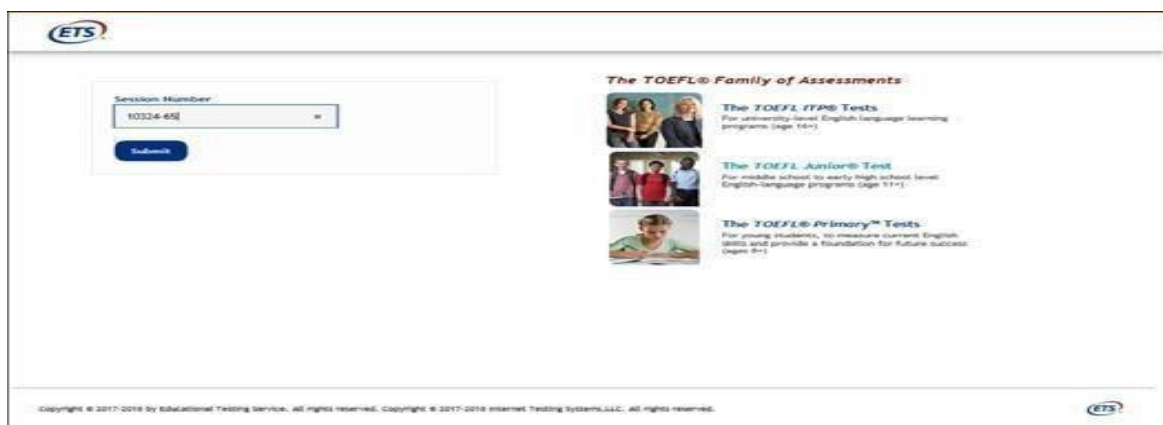 ETS
Session Number
10324-65
Submit
The TOEFL® Family of Assessments
The TOEFL ITP® Tests
For university-level English language learning
programs (age 16+)
The TOEFL Junior® Test
For middle school to early high school level
English-language programs (age 11+)
The TOEFL® Primary™ Tests
For young students, to measure current English
skills and provide a foundation for future success
(ages 8+)
Copyright © 2017-2018 by Educational Testing Service. All rights reserved. Copyright © 2017-2018 Internet Testing Systems,LLC. All rights reserved.
ETS